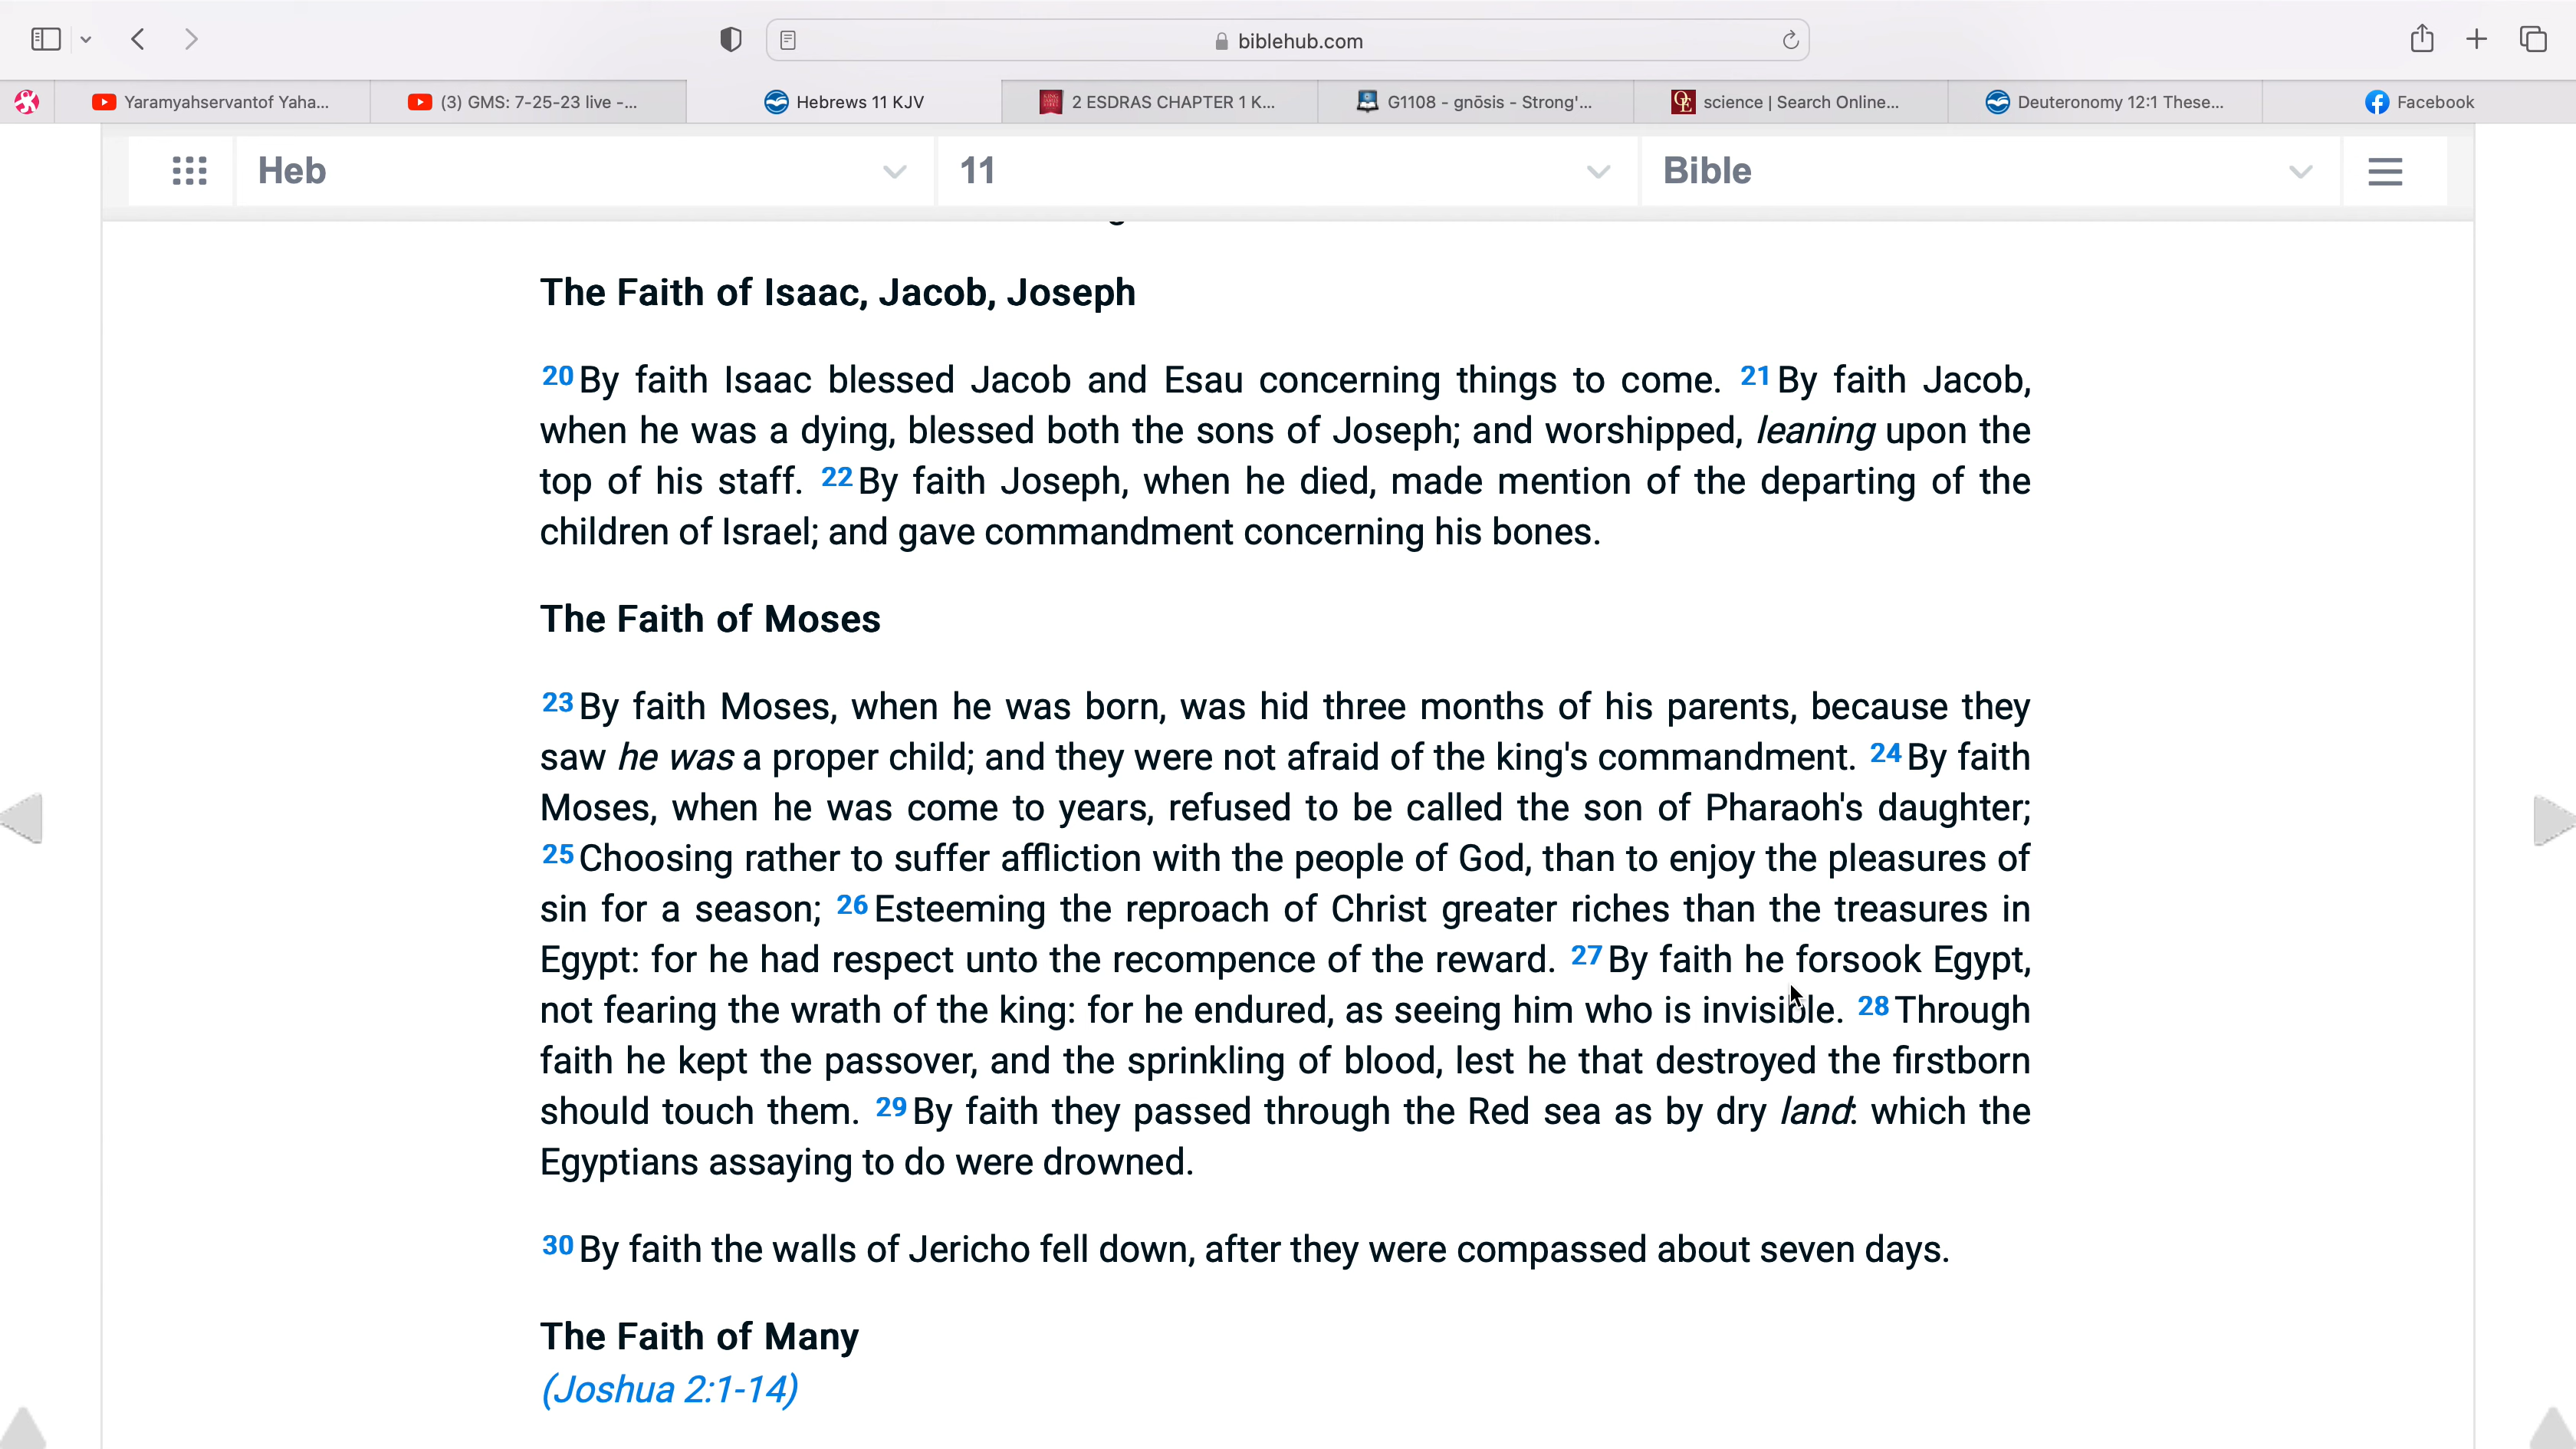 biblehub.com
Yaramyahservantof Yaha...
(3) GMS: 7-25-23 live -...
Hebrews 11 KJV
2 ESDRAS CHAPTER 1 K...
G1108 - gnōsis - Strong'...
science | Search Online...
Deuteronomy 12:1 These...
Facebook
Heb
11
Bible
The Faith of Isaac, Jacob, Joseph
20 By faith Isaac blessed Jacob and Esau concerning things to come. 21 By faith Jacob,
when he was a dying, blessed both the sons of Joseph; and worshipped, leaning upon the
top of his staff. 22 By faith Joseph, when he died, made mention of the departing of the
children of Israel; and gave commandment concerning his bones.
The Faith of Moses
23 By faith Moses, when he was born, was hid three months of his parents, because they
saw he was a proper child; and they were not afraid of the king's commandment. 24 By faith
Moses, when he was come to years, refused to be called the son of Pharaoh's daughter;
25 Choosing rather to suffer affliction with the people of God, than to enjoy the pleasures of
sin for a season; 26 Esteeming the reproach of Christ greater riches than the treasures in
Egypt: for he had respect unto the recompence of the reward. 27 By faith he forsook Egypt,
not fearing the wrath of the king: for he endured, as seeing him who is invisible. 28 Through
faith he kept the passover, and the sprinkling of blood, lest he that destroyed the firstborn
should touch them. 29 By faith they passed through the Red sea as by dry land: which the
Egyptians assaying to do were drowned.
30 By faith the walls of Jericho fell down, after they were compassed about seven days.
The Faith of Many
(Joshua 2:1-14)